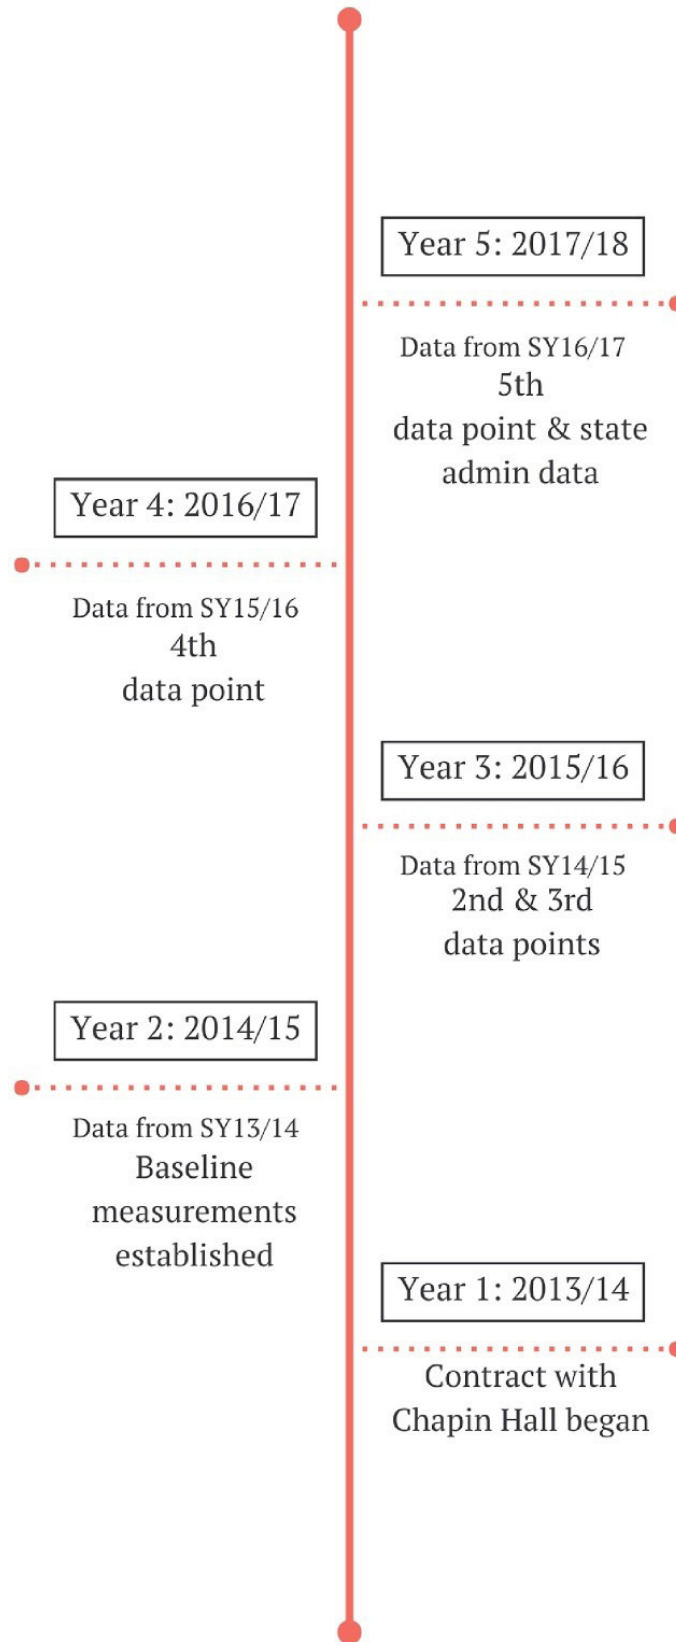 Year 5: 2017/18
Data from SY16/17
5th
data point & state
admin data
Year 4: 2016/17
Data from SY15/16
4th
data point
Year 3: 2015/16
Data from SY14/15
2nd & 3rd
data points
Year 2: 2014/15
Data from SY13/14
Baseline
measurements
established
Year 1: 2013/14
Contract with
Chapin Hall began